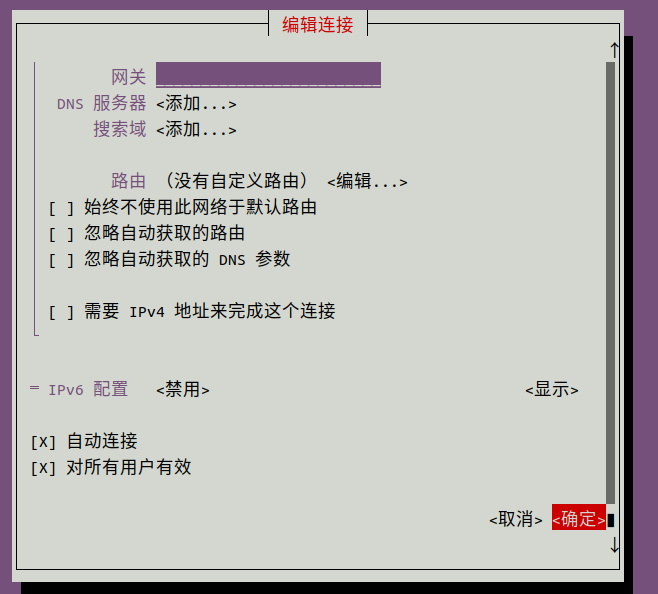 编辑连接
↑
网关
DNS 服务器 <添加...>
搜索域 <添加...>
路由 （没有自定义路由） <编辑...>
[ ] 始终不使用此网络于默认路由
[ ] 忽略自动获取的路由
[ ] 忽略自动获取的 DNS 参数
[ ] 需要 IPv4 地址来完成这个连接
= IPv6 配置 <禁用> <显示>
[X] 自动连接
[X] 对所有用户有效
<取消> <确定>
↓